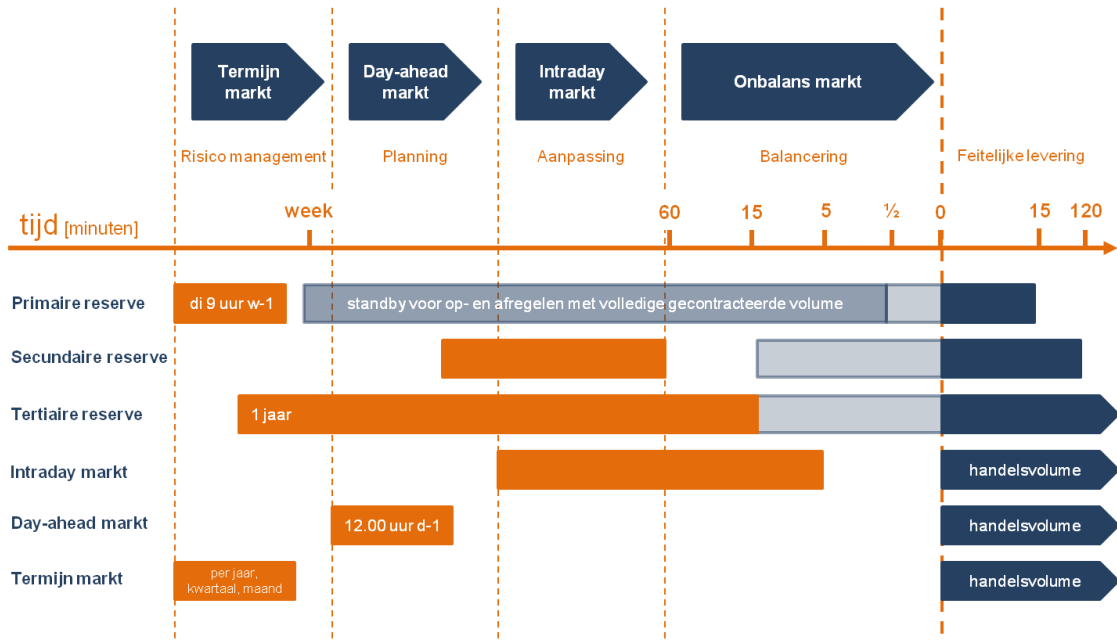 Termijn
markt
Day-ahead
markt
Intraday
markt
Onbalans markt
Risico management
Planning
Aanpassing
Balancering
Feitelijke levering
tijd [minuten]
week
60
15
5
½
0
15
120
Primaire reserve
di 9 uur w-1
standby voor op- en afregelen met volledige gecontracteerde volume
Secundaire reserve
Tertiaire reserve
1 jaar
Intraday markt
handelsvolume
Day-ahead markt
12.00 uur d-1
handelsvolume
Termijn markt
per jaar,
kwartaal, maand
handelsvolume